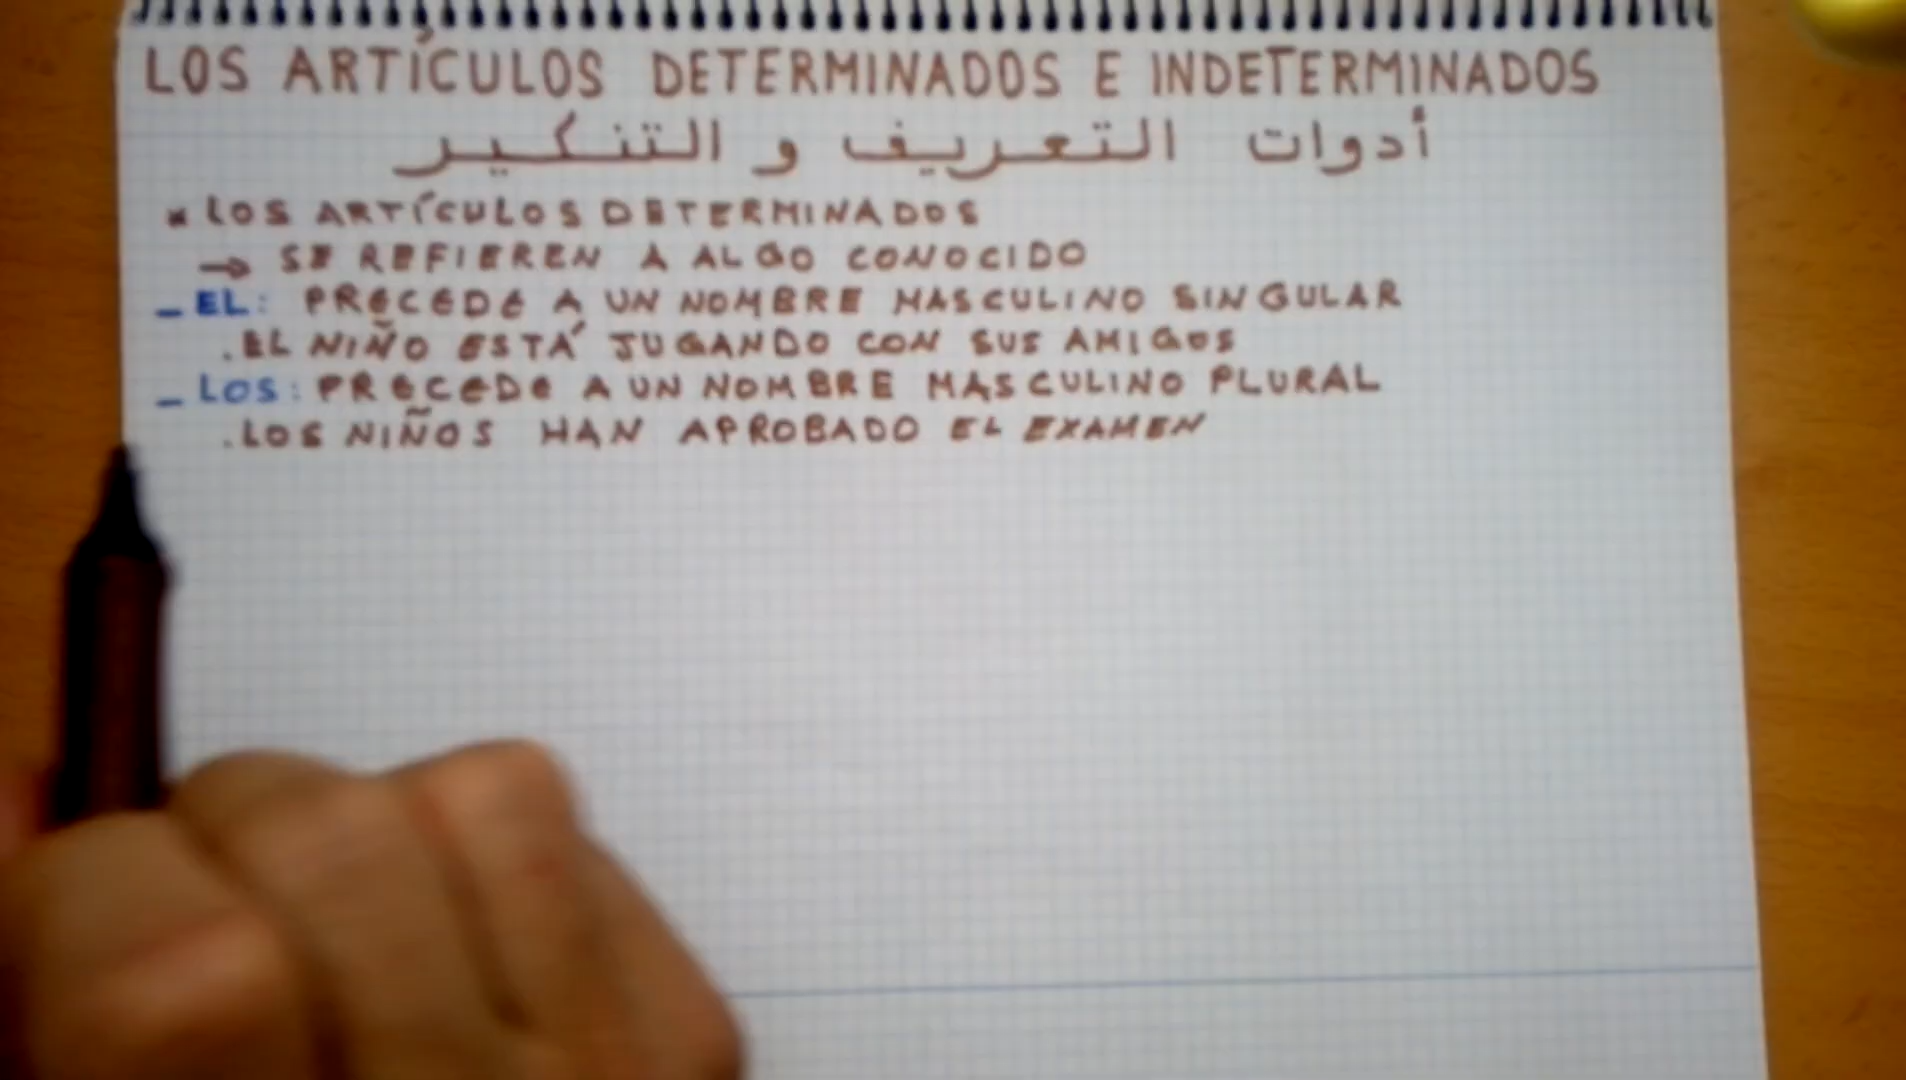 LOS ARTÍCULOS DETERMINADOS E INDETERMINADOS
أدوات التعريف و التنكير
* LOS ARTÍCULOS DETERMINADOS
→ SE REFIEREN A ALGO CONOCIDO
_ EL: PRECEDE A UN NOMBRE MASCULINO SINGULAR
. EL NIÑO ESTÁ JUGANDO CON SUS AMIGOS
_ LOS: PRECEDE A UN NOMBRE MASCULINO PLURAL
. LOS NIÑOS HAN APROBADO EL EXAMEN